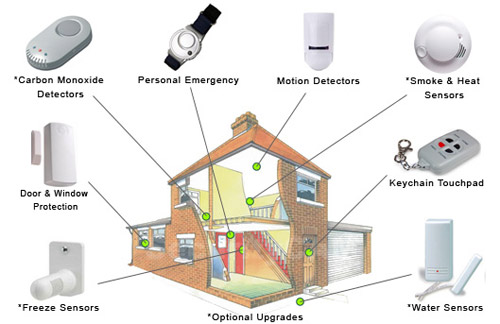 *Carbon Monoxide
Detectors
Personal Emergency
Motion Detectors
*Smoke & Heat
Sensors
Door & Window
Protection
Keychain Touchpad
*Freeze Sensors
*Optional Upgrades
*Water Sensors